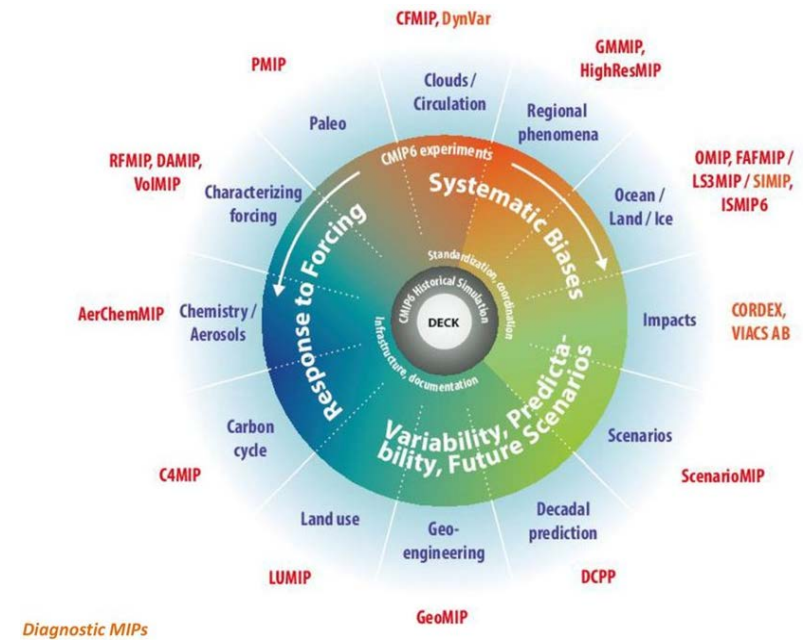 CFMIP, DynVar
GMMIP,
HighResMIP
PMIP
Clouds /
Circulation
Regional
phenomena
Paleo
CMIP6 experiments
OMIP, FAFMIP /
LS3MIP / SIMIP,
ISMIP6
RFMIP, DAMIP,
VolMIP
Characterizing
forcing
Systematic Biases
Ocean /
Land / Ice
Response to Forcing
Standardization, coordination
CMIP6 Historical Simulation
DECK
Infrastructure, documentation
AerChemMIP
Chemistry /
Aerosols
Impacts
CORDEX,
VIACS AB
Variability, Predicta-
bility, Future Scenarios
Carbon
cycle
Scenarios
C4MIP
ScenarioMIP
Land use
Geo-
engineering
Decadal
prediction
LUMIP
DCPP
GeoMIP
Diagnostic MIPs